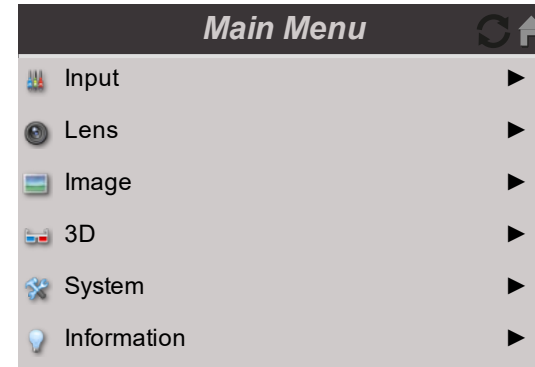 Main Menu
Input
Lens
Image
3D
System
Information